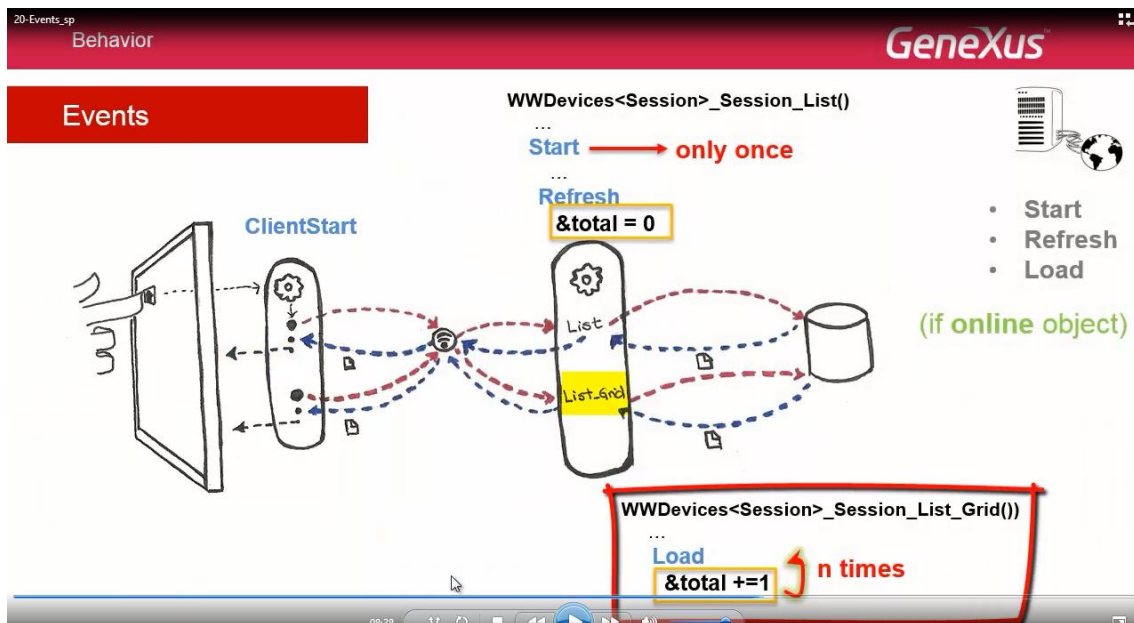 20-Events_sp
Behavior
GeneXus™
Events
WWDevices<Session>_Session_List()
...
Start
only once
...
Refresh
&total = 0
ClientStart
• Start
• Refresh
• Load
(if online object)
List
List_Grid
WWDevices<Session>_Session_List_Grid())
...
Load
&total +=1
n times